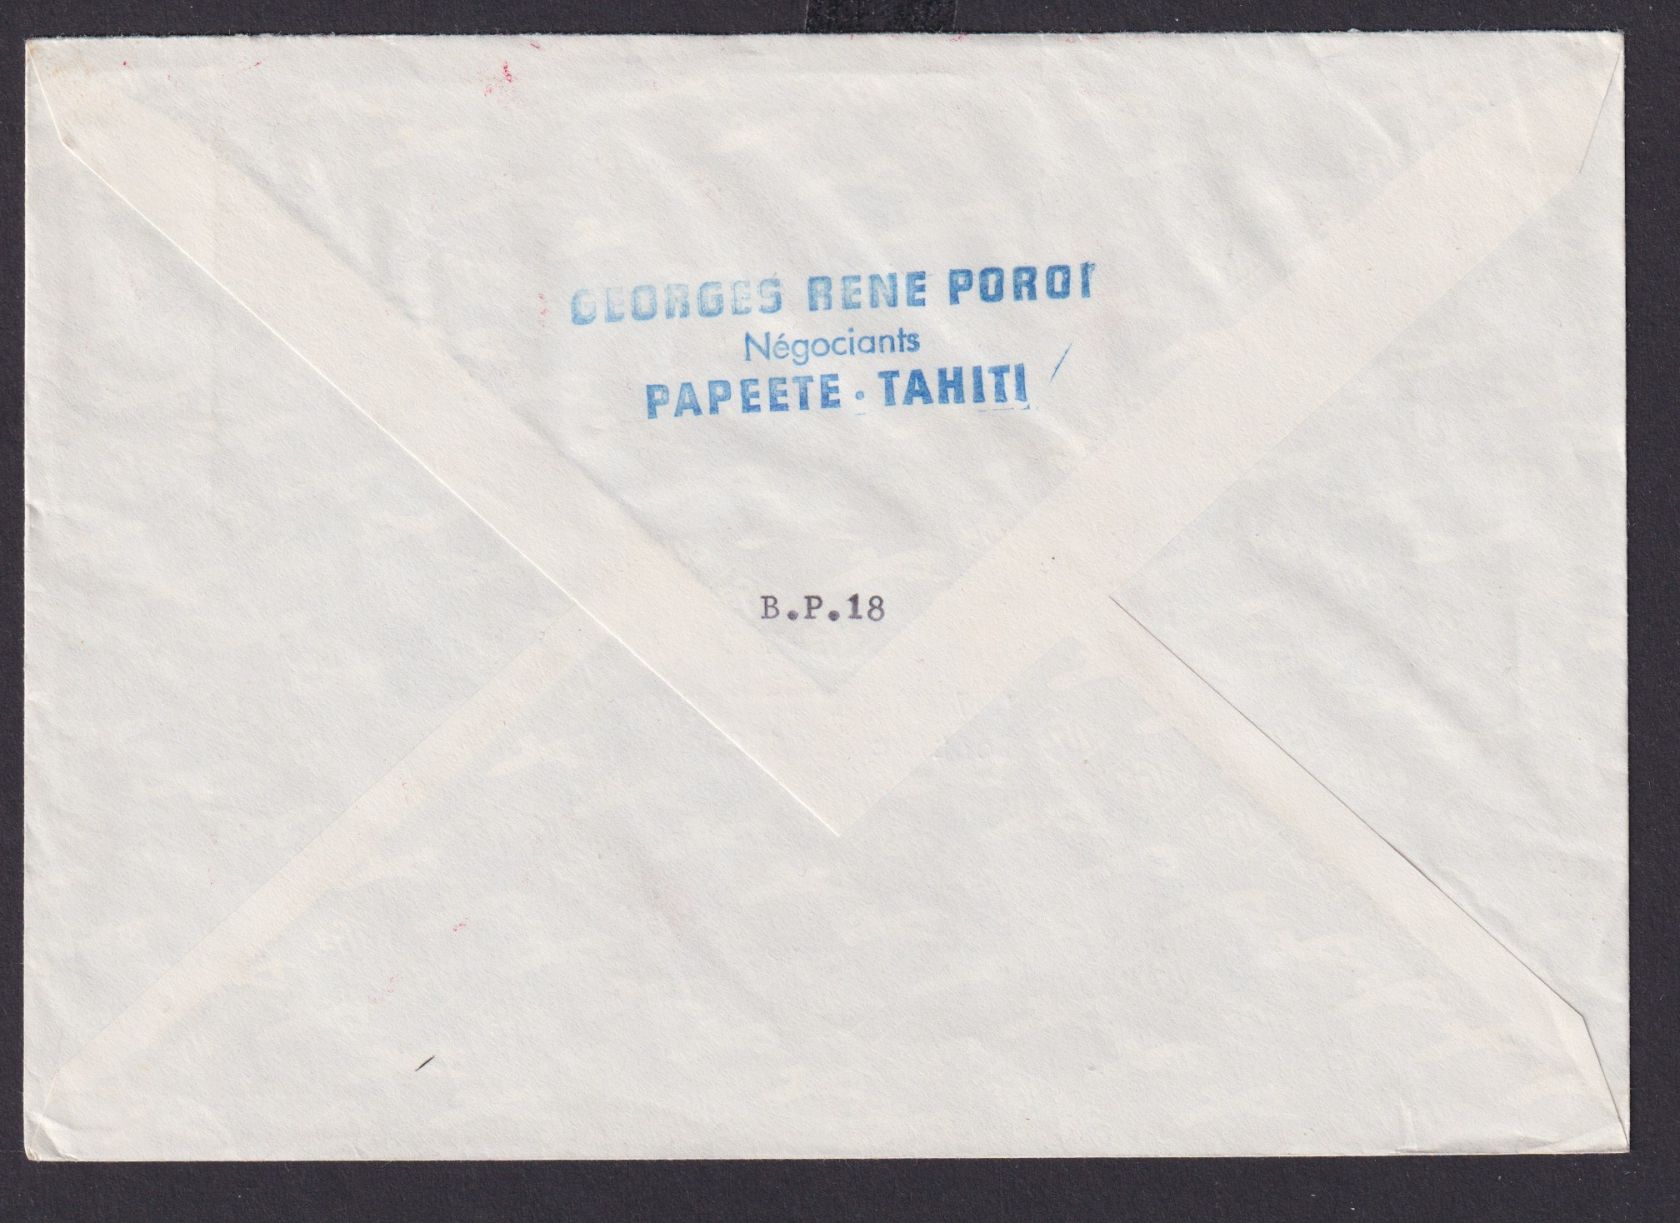 GEORGES RENE POROI
Négociants
PAPEETE · TAHITI
B.P.18